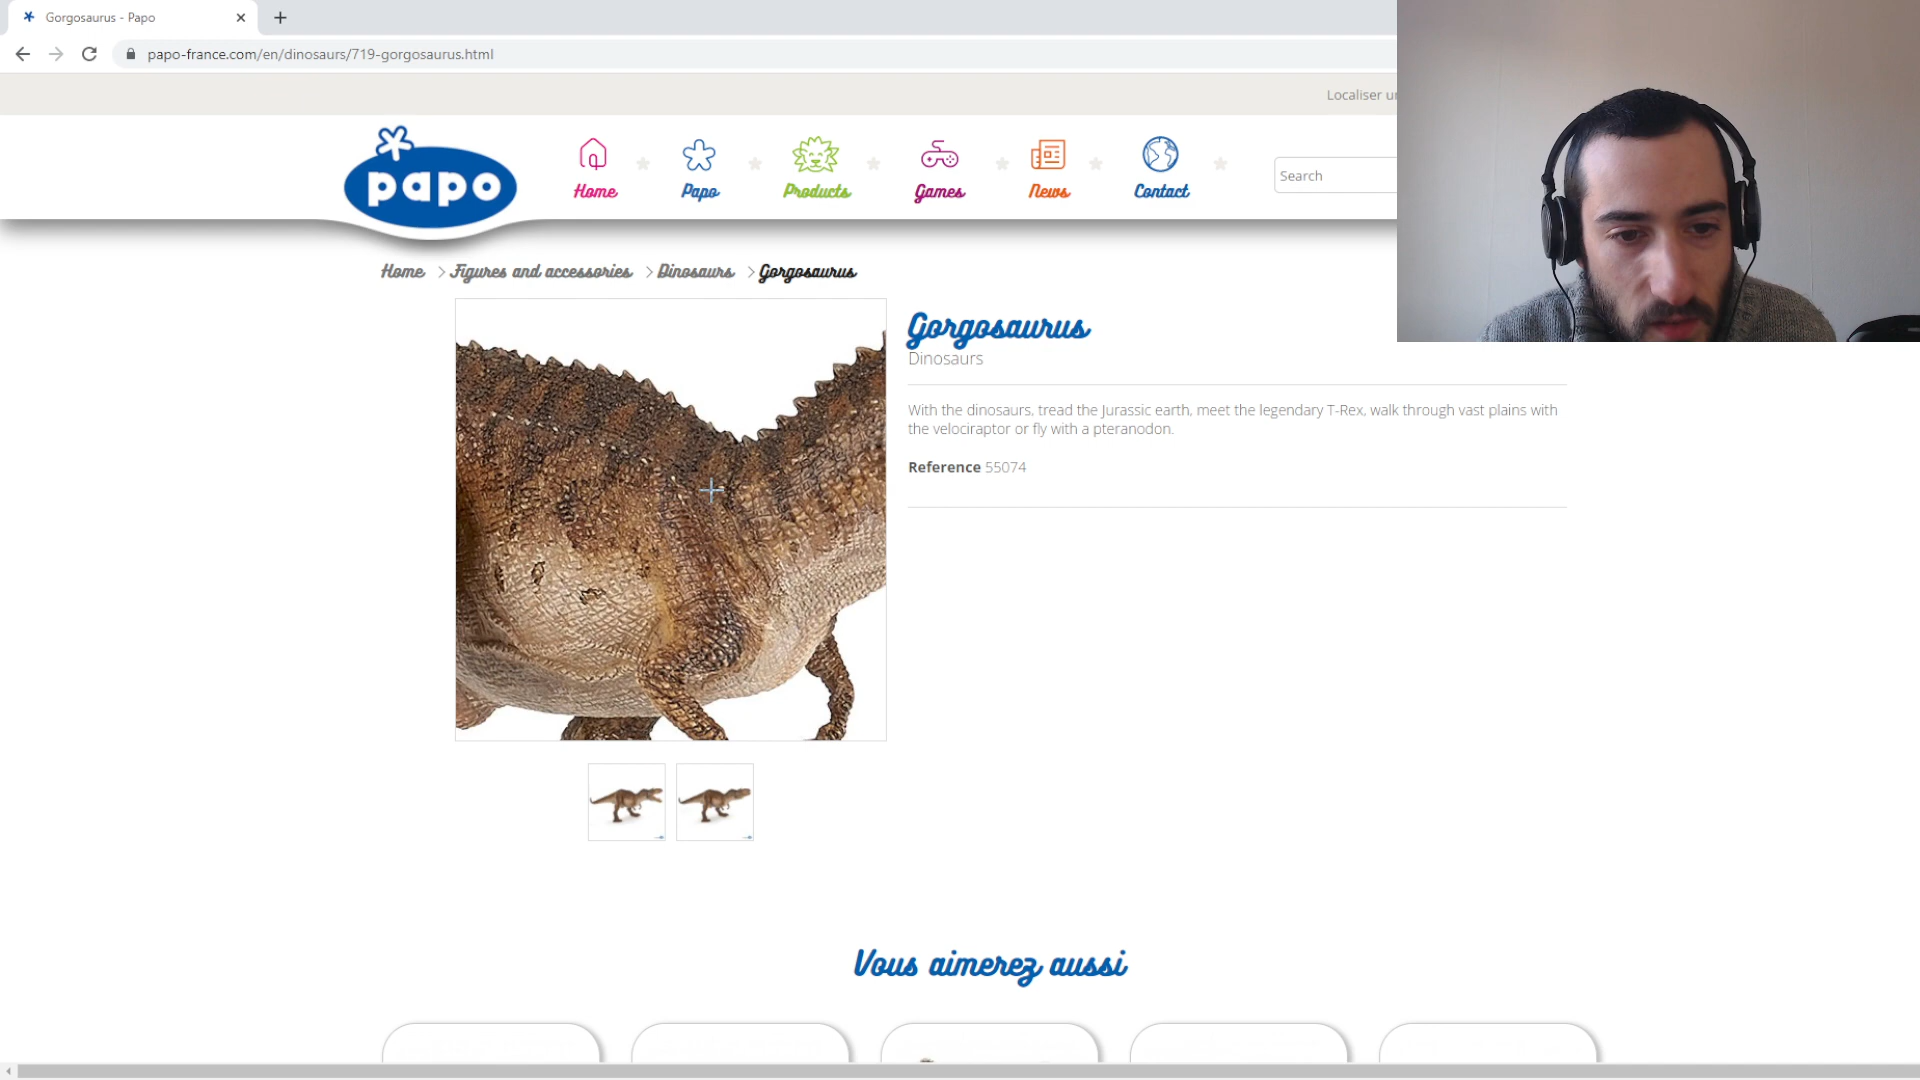 Gorgosaurus - Papo
papo-france.com/en/dinosaurs/719-gorgosaurus.html
Localiser
papo
Home
Papo
Products
Games
News
Contact
Search
Home > Figures and accessories > Dinosaurs > Gorgosaurus
Gorgosaurus
Dinosaurs
With the dinosaurs, tread the Jurassic earth, meet the legendary T-Rex, walk through vast plains with
the velociraptor or fly with a pteranodon.
Reference 55074
Vous aimerez aussi